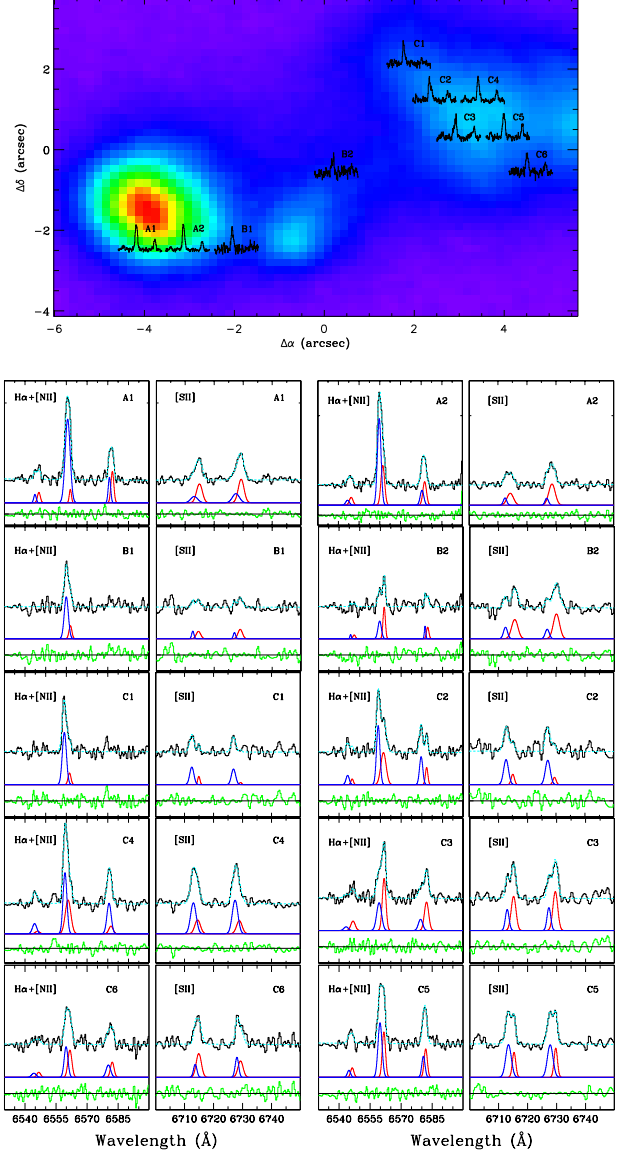 2
C1
C2 C4
C3 C5
0
B2
C6
Δδ (arcsec)
-2
A1 A2 B1
-4
-6 -4 -2 0 2 4
Δα (arcsec)
Hα+[NII] A1
[SII] A1
Hα+[NII] A2
[SII] A2
Hα+[NII] B1
[SII] B1
Hα+[NII] B2
[SII] B2
Hα+[NII] C1
[SII] C1
Hα+[NII] C2
[SII] C2
Hα+[NII] C4
[SII] C4
Hα+[NII] C3
[SII] C3
Hα+[NII] C6
[SII] C6
Hα+[NII] C5
[SII] C5
6540 6555 6570 6585
6710 6720 6730 6740
6540 6555 6570 6585
6710 6720 6730 6740
Wavelength (Å)
Wavelength (Å)